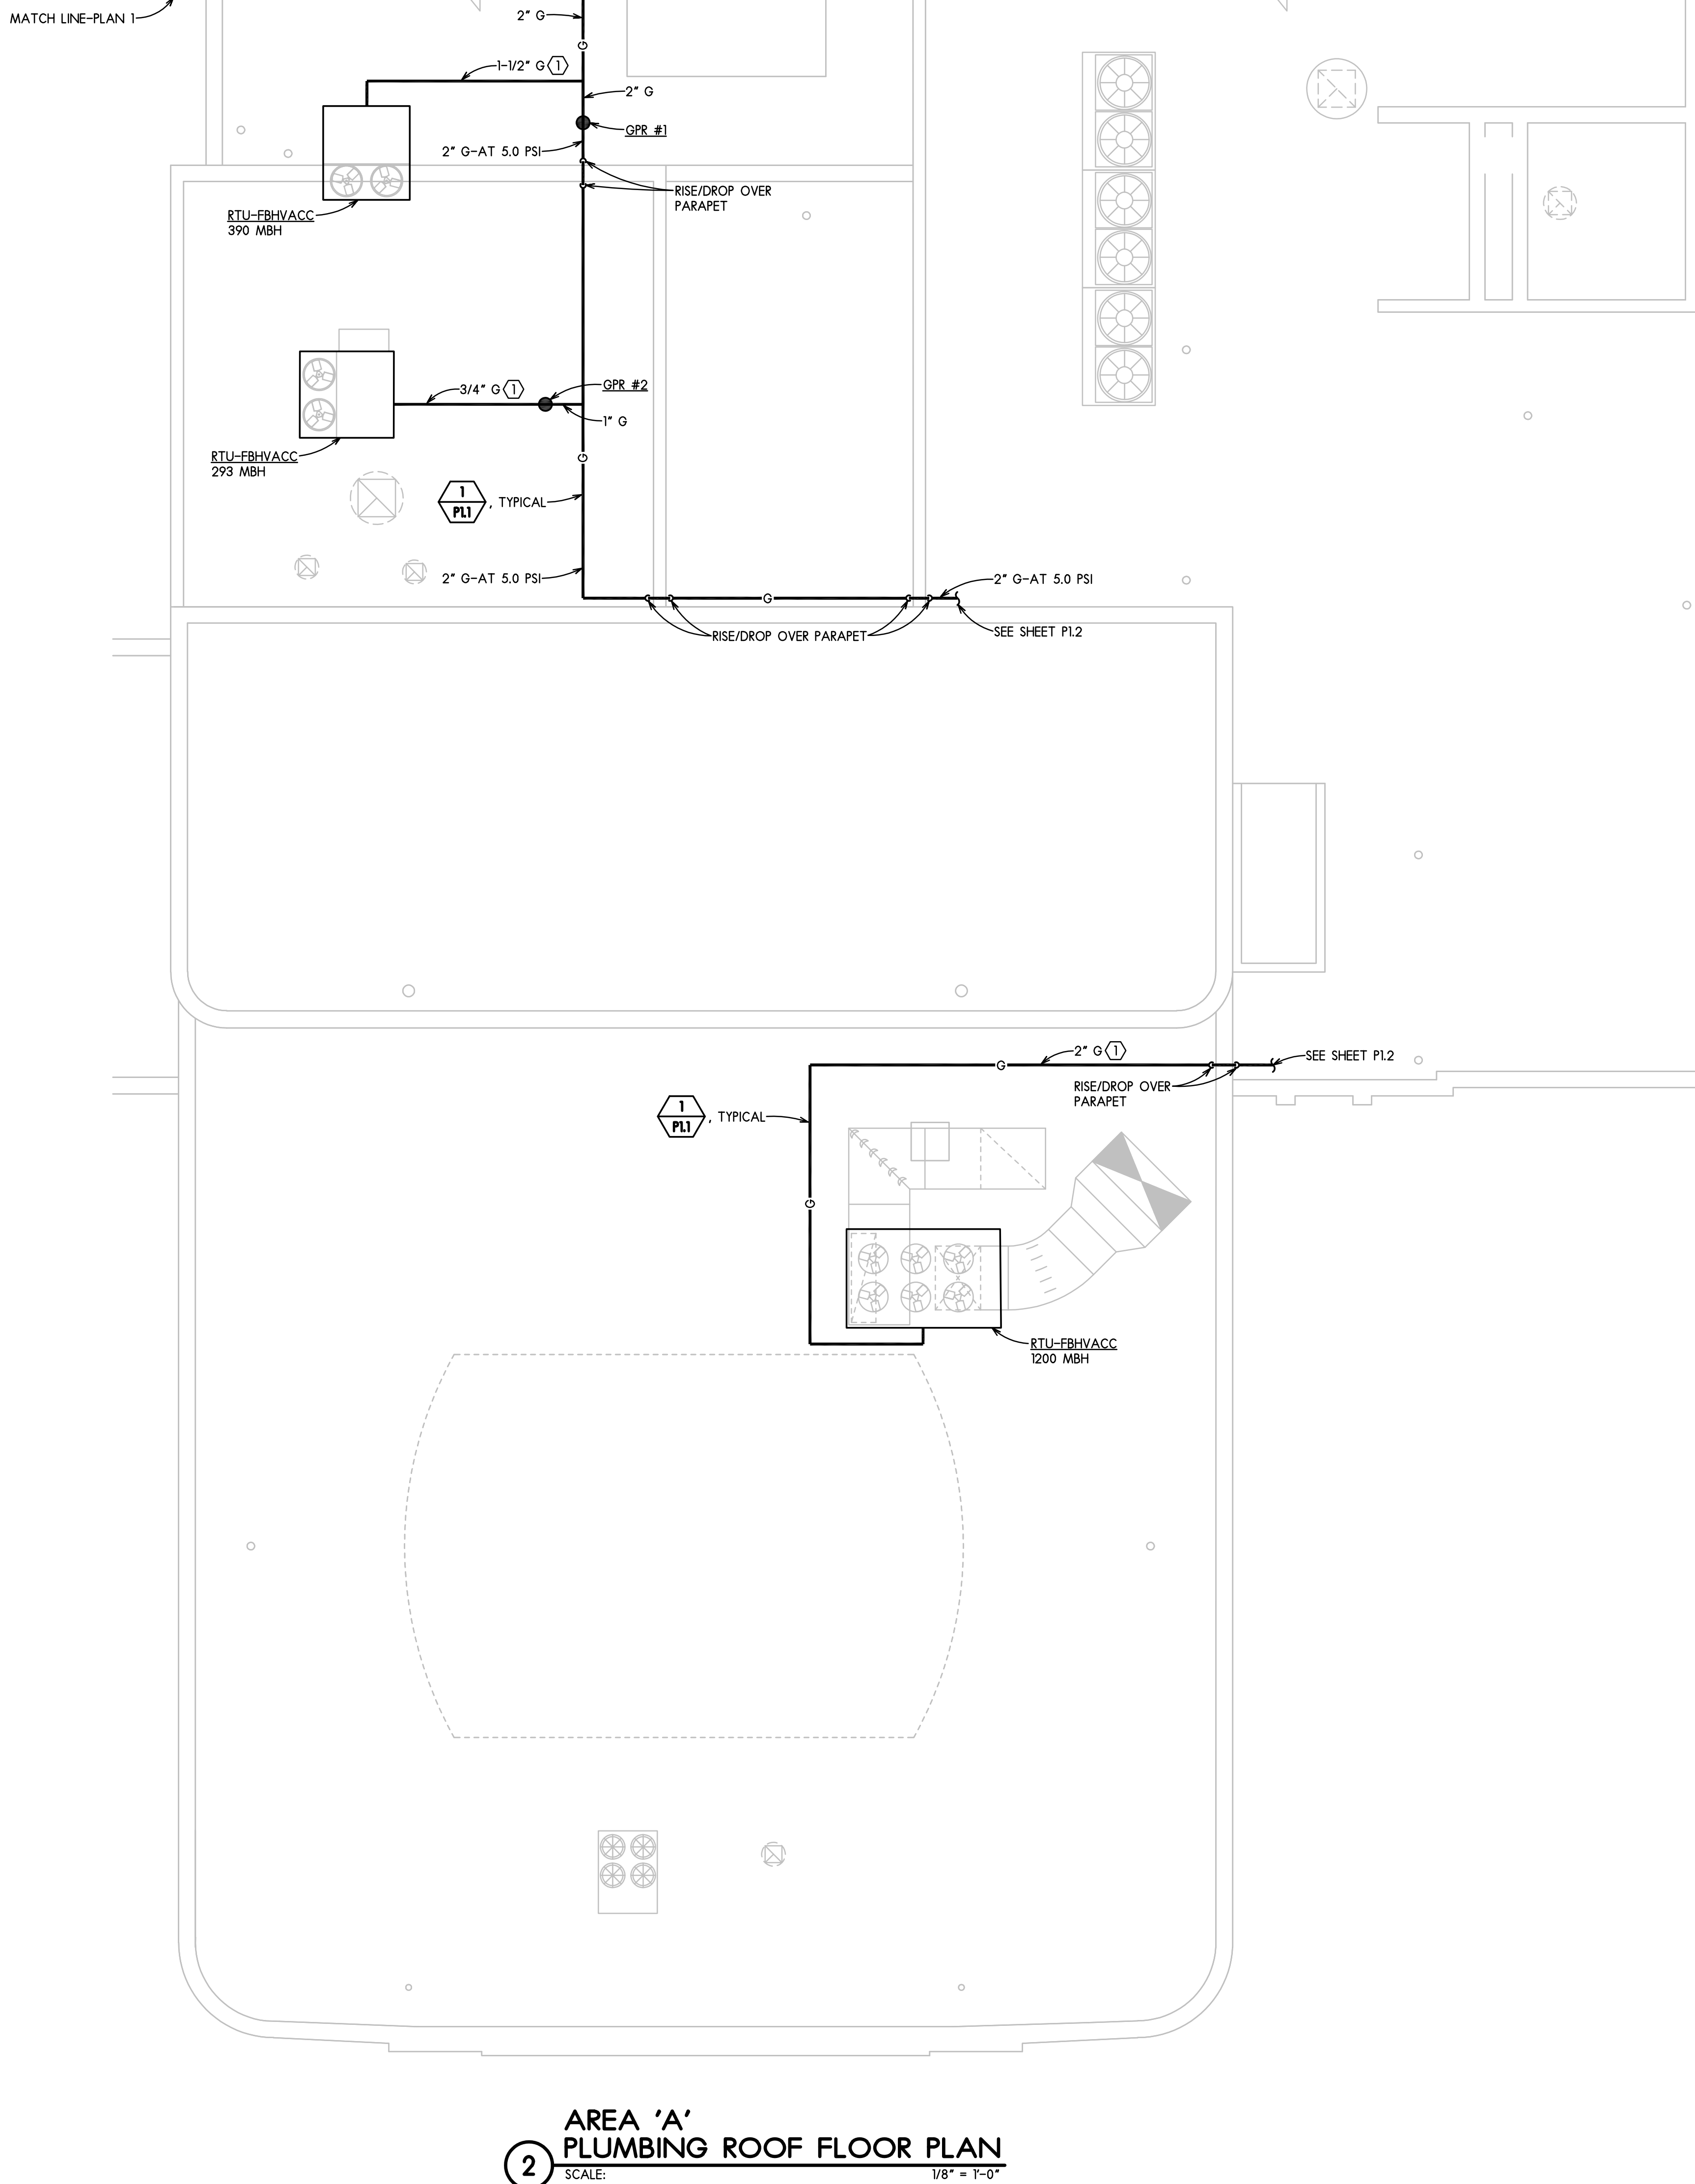 MATCH LINE-PLAN 1
2" G
G
1-1/2" G 1
2" G
GPR #1
2" G-AT 5.0 PSI
RISE/DROP OVER
PARAPET
RTU-FBHVACC
390 MBH
3/4" G 1
GPR #2
1" G
RTU-FBHVACC
293 MBH
G
1
P1.1
, TYPICAL
2" G-AT 5.0 PSI
2" G-AT 5.0 PSI
G
RISE/DROP OVER PARAPET
SEE SHEET P1.2
2" G 1
G
SEE SHEET P1.2
RISE/DROP OVER
PARAPET
1
P1.1
, TYPICAL
G
RTU-FBHVACC
1200 MBH
AREA 'A'
2 PLUMBING ROOF FLOOR PLAN
SCALE: 1/8" = 1'-0"